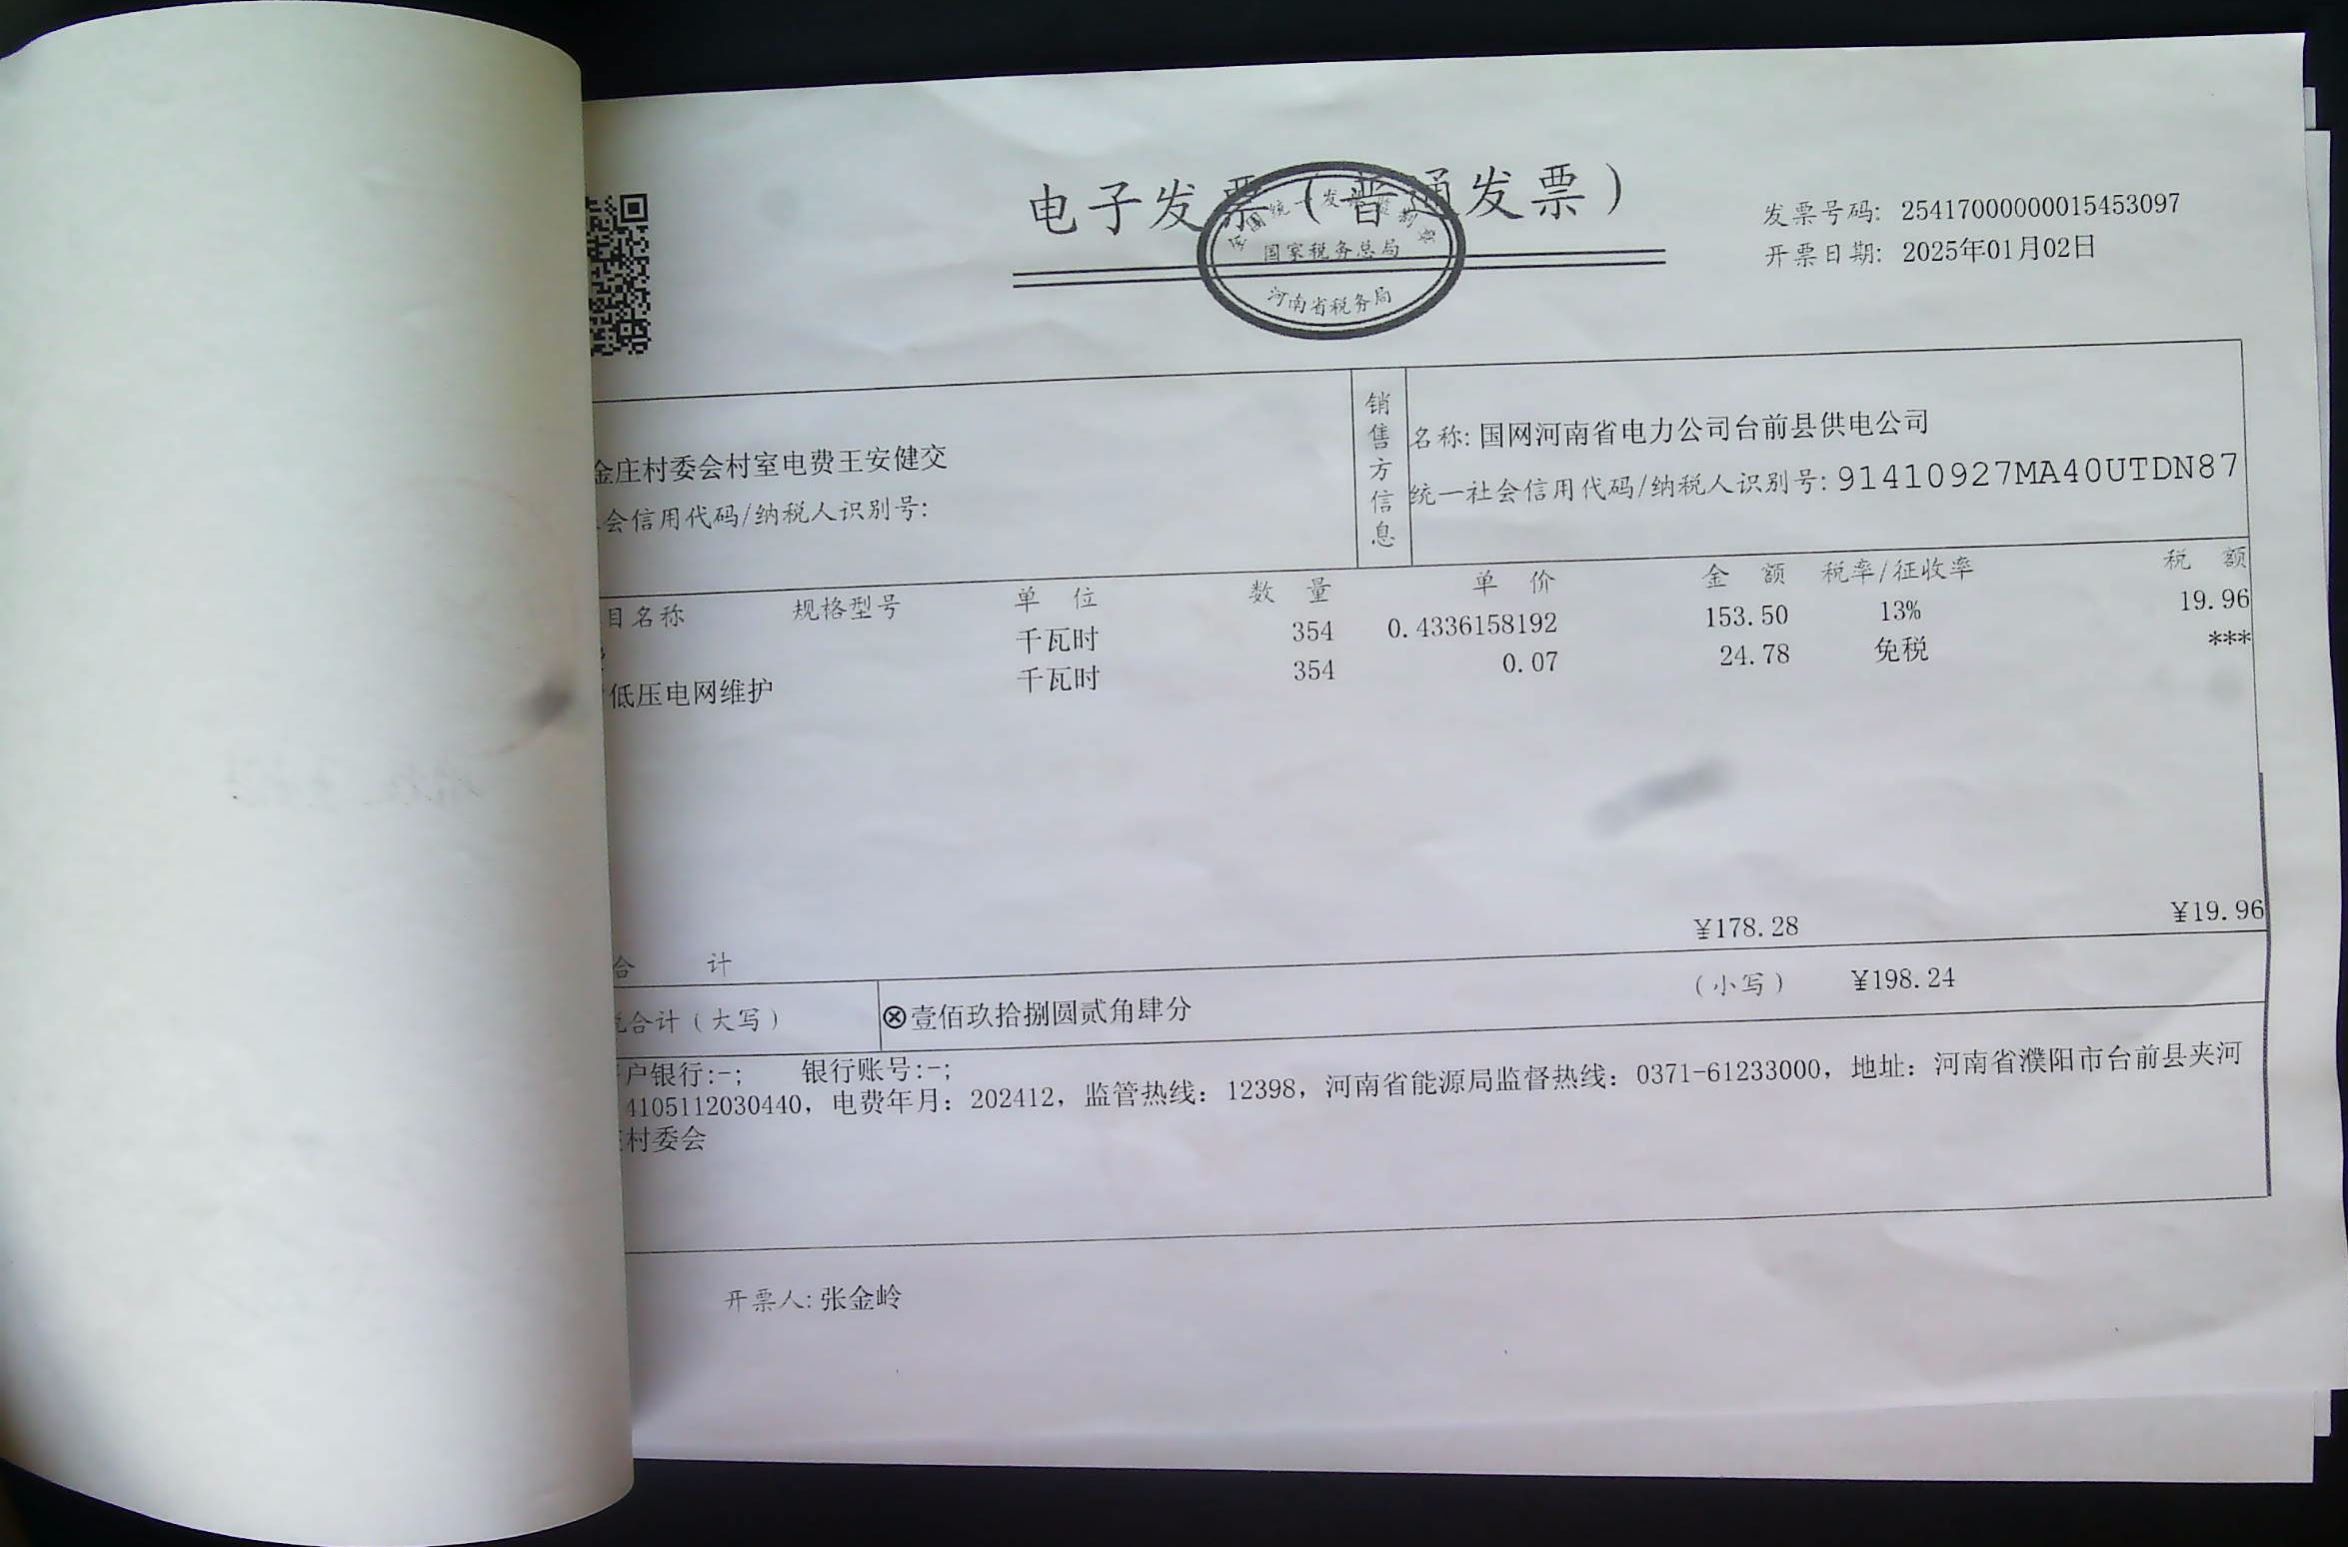 电子发票（普通发票）
全国统一发票监制章
国家税务总局
河南省税务局
发票号码: 25417000000015453097
开票日期: 2025年01月02日
金庄村委会村室电费王安健交
会信用代码/纳税人识别号:
销售方信息
名称: 国网河南省电力公司台前县供电公司
统一社会信用代码/纳税人识别号: 91410927MA40UTDN87
目名称 规格型号 单 位 数 量 单 价 金 额 税率/征收率 税 额
千瓦时 354 0.4336158192 153.50 13% 19.96
低压电网维护 千瓦时 354 0.07 24.78 免税 ***
合 计 ¥178.28 ¥19.96
税合计（大写） ⊗壹佰玖拾捌圆贰角肆分 （小写） ¥198.24
户银行:-; 银行账号:-;
4105112030440, 电费年月: 202412, 监管热线: 12398, 河南省能源局监督热线: 0371-61233000, 地址: 河南省濮阳市台前县夹河
村委会
开票人: 张金岭